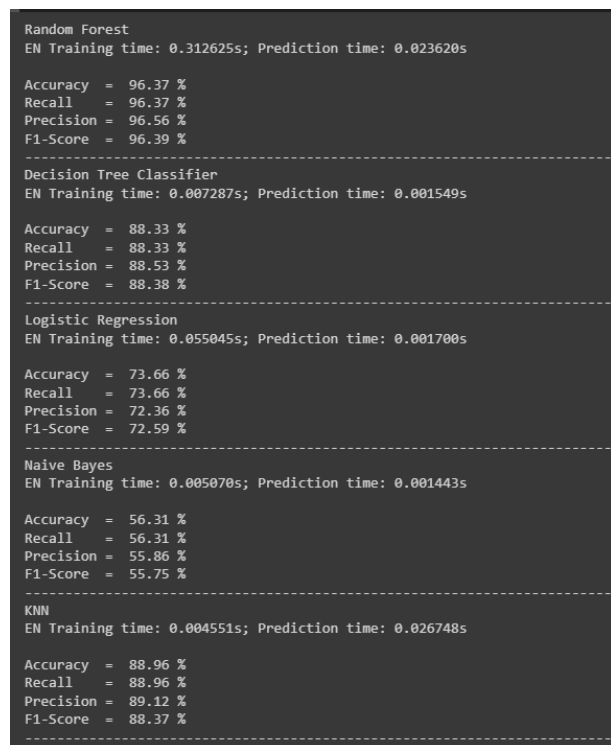 Random Forest
EN Training time: 0.312625s; Prediction time: 0.023620s
Accuracy  =  96.37 %
Recall    =  96.37 %
Precision =  96.56 %
F1-Score  =  96.39 %
--------------------------------------------------------------------------------
Decision Tree Classifier
EN Training time: 0.007287s; Prediction time: 0.001549s
Accuracy  =  88.33 %
Recall    =  88.33 %
Precision =  88.53 %
F1-Score  =  88.38 %
--------------------------------------------------------------------------------
Logistic Regression
EN Training time: 0.055045s; Prediction time: 0.001700s
Accuracy  =  73.66 %
Recall    =  73.66 %
Precision =  72.36 %
F1-Score  =  72.59 %
--------------------------------------------------------------------------------
Naive Bayes
EN Training time: 0.005070s; Prediction time: 0.001443s
Accuracy  =  56.31 %
Recall    =  56.31 %
Precision =  55.86 %
F1-Score  =  55.75 %
--------------------------------------------------------------------------------
KNN
EN Training time: 0.004551s; Prediction time: 0.026748s
Accuracy  =  88.96 %
Recall    =  88.96 %
Precision =  89.12 %
F1-Score  =  88.37 %
--------------------------------------------------------------------------------